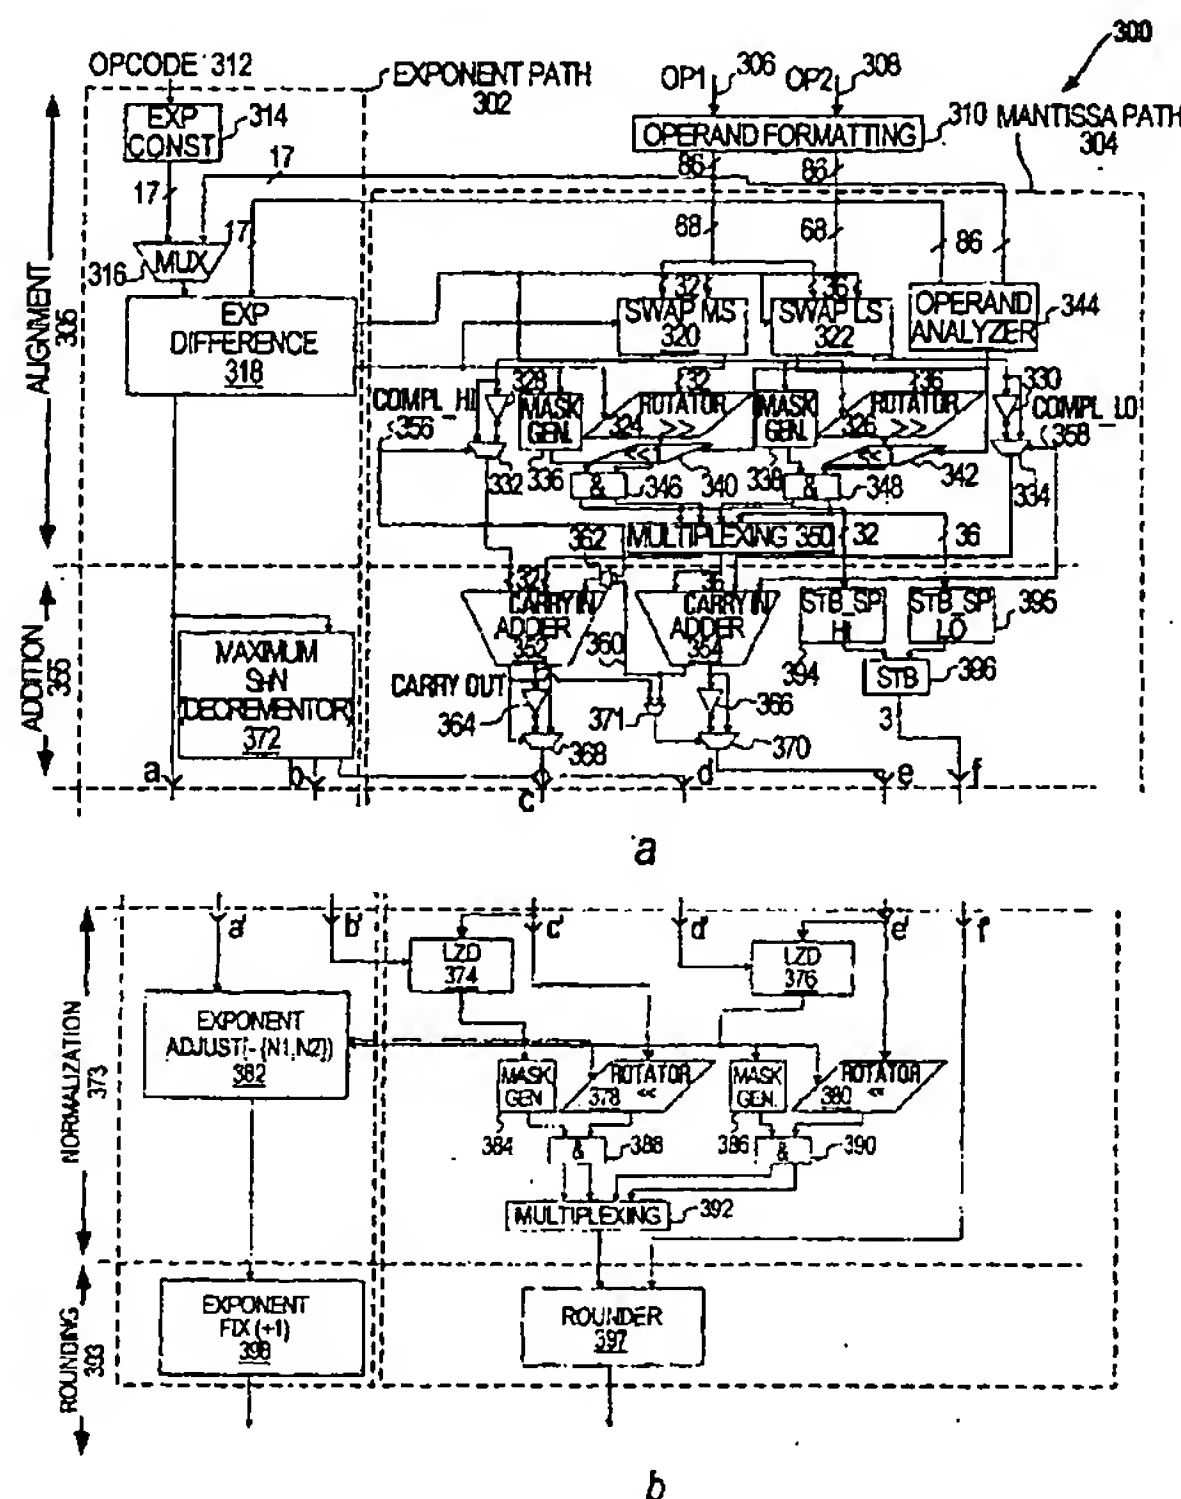 300
OPCODE 312
EXPONENT PATH
302
OP1
306
OP2
308
EXP
CONST
314
OPERAND FORMATTING
310
MANTISSA PATH
304
17
17
86
86
17
68
68
86
MUX
316
32
36
EXP
DIFFERENCE
318
SWAP MS
320
SWAP LS
322
OPERAND
ANALYZER
344
ALIGNMENT
305
COMPL_HI
356
328
MASK
GEN.
32
ROTATOR
324
>>
MASK
GEN.
36
ROTATOR
326
>>
330
COMPL_LO
358
<<
<<
332
336
&
346
340
338
&
348
342
334
362
MULTIPLEXING 350
32
36
32
36
CARRY IN
ADDER
352
360
CARRY IN
ADDER
354
STB_SP
HI
STB_SP
LO
395
394
STB
396
3
ADDITION
355
MAXIMUM
SHN
(DECREMENTOR)
372
CARRY OUT
364
371
366
368
370
a
b
c
d
e
f
a
a'
b'
c'
d'
e'
f'
LZD
374
LZD
376
NORMALIZATION
373
EXPONENT
ADJUST(-{N1,N2})
382
MASK
GEN
ROTATOR
378
<<
MASK
GEN.
ROTATOR
380
<<
384
&
388
386
&
390
MULTIPLEXING
392
ROUNDING
393
EXPONENT
FIX (+1)
398
ROUNDER
397
b